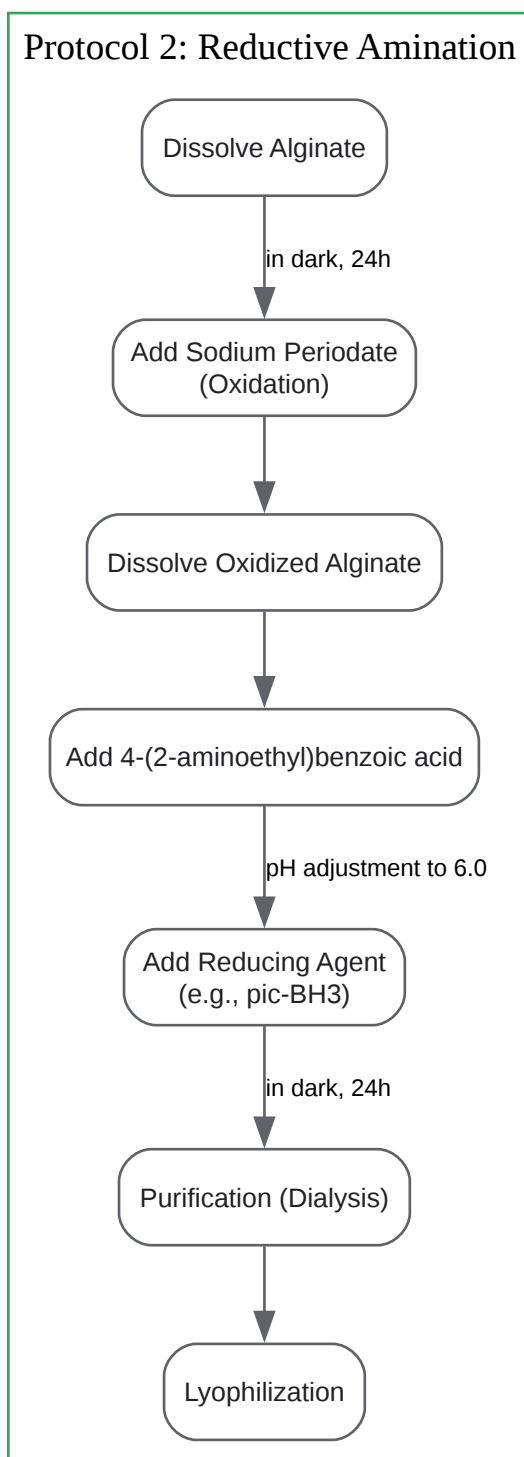 Protocol 2: Reductive Amination
Dissolve Alginate
in dark, 24h
Add Sodium Periodate
(Oxidation)
Dissolve Oxidized Alginate
Add 4-(2-aminoethyl)benzoic acid
pH adjustment to 6.0
Add Reducing Agent
(e.g., pic-BH3)
in dark, 24h
Purification (Dialysis)
Lyophilization